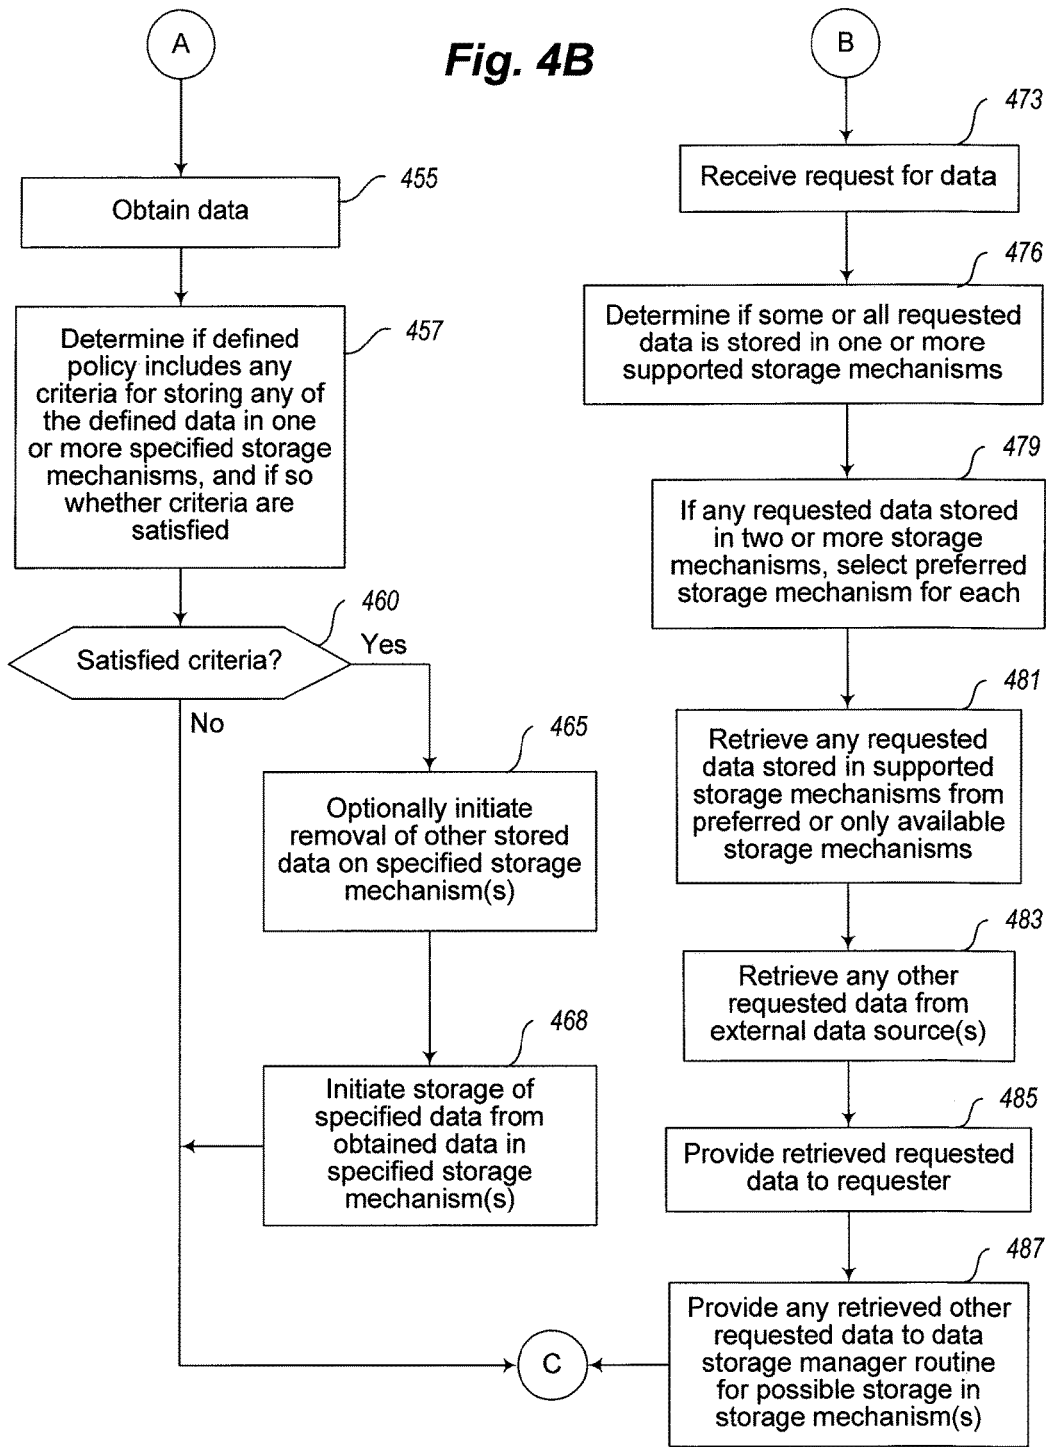 A
Fig. 4B
B
455
Obtain data
457
Determine if defined
policy includes any
criteria for storing any of
the defined data in one
or more specified storage
mechanisms, and if so
whether criteria are
satisfied
460
Satisfied criteria?
Yes
No
465
Optionally initiate
removal of other stored
data on specified storage
mechanism(s)
468
Initiate storage of
specified data from
obtained data in
specified storage
mechanism(s)
473
Receive request for data
476
Determine if some or all requested
data is stored in one or more
supported storage mechanisms
479
If any requested data stored
in two or more storage
mechanisms, select preferred
storage mechanism for each
481
Retrieve any requested
data stored in supported
storage mechanisms from
preferred or only available
storage mechanisms
483
Retrieve any other
requested data from
external data source(s)
485
Provide retrieved requested
data to requester
487
Provide any retrieved other
requested data to data
storage manager routine
for possible storage in
storage mechanism(s)
C